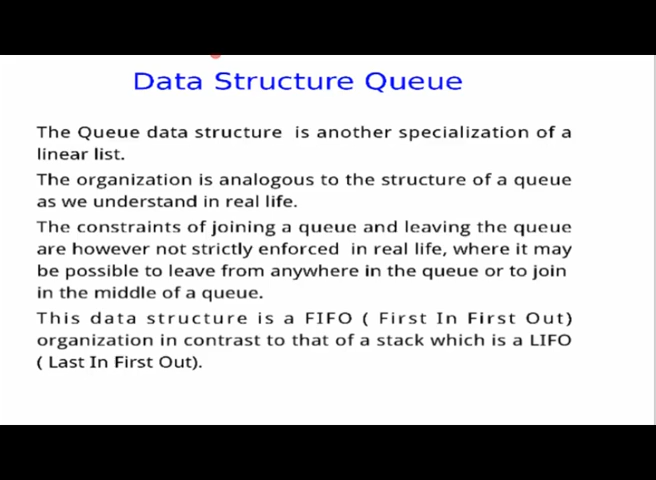 Data Structure Queue
The Queue data structure is another specialization of a
linear list.
The organization is analogous to the structure of a queue
as we understand in real life.
The constraints of joining a queue and leaving the queue
are however not strictly enforced in real life, where it may
be possible to leave from anywhere in the queue or to join
in the middle of a queue.
This data structure is a FIFO ( First In First Out)
organization in contrast to that of a stack which is a LIFO
( Last In First Out).